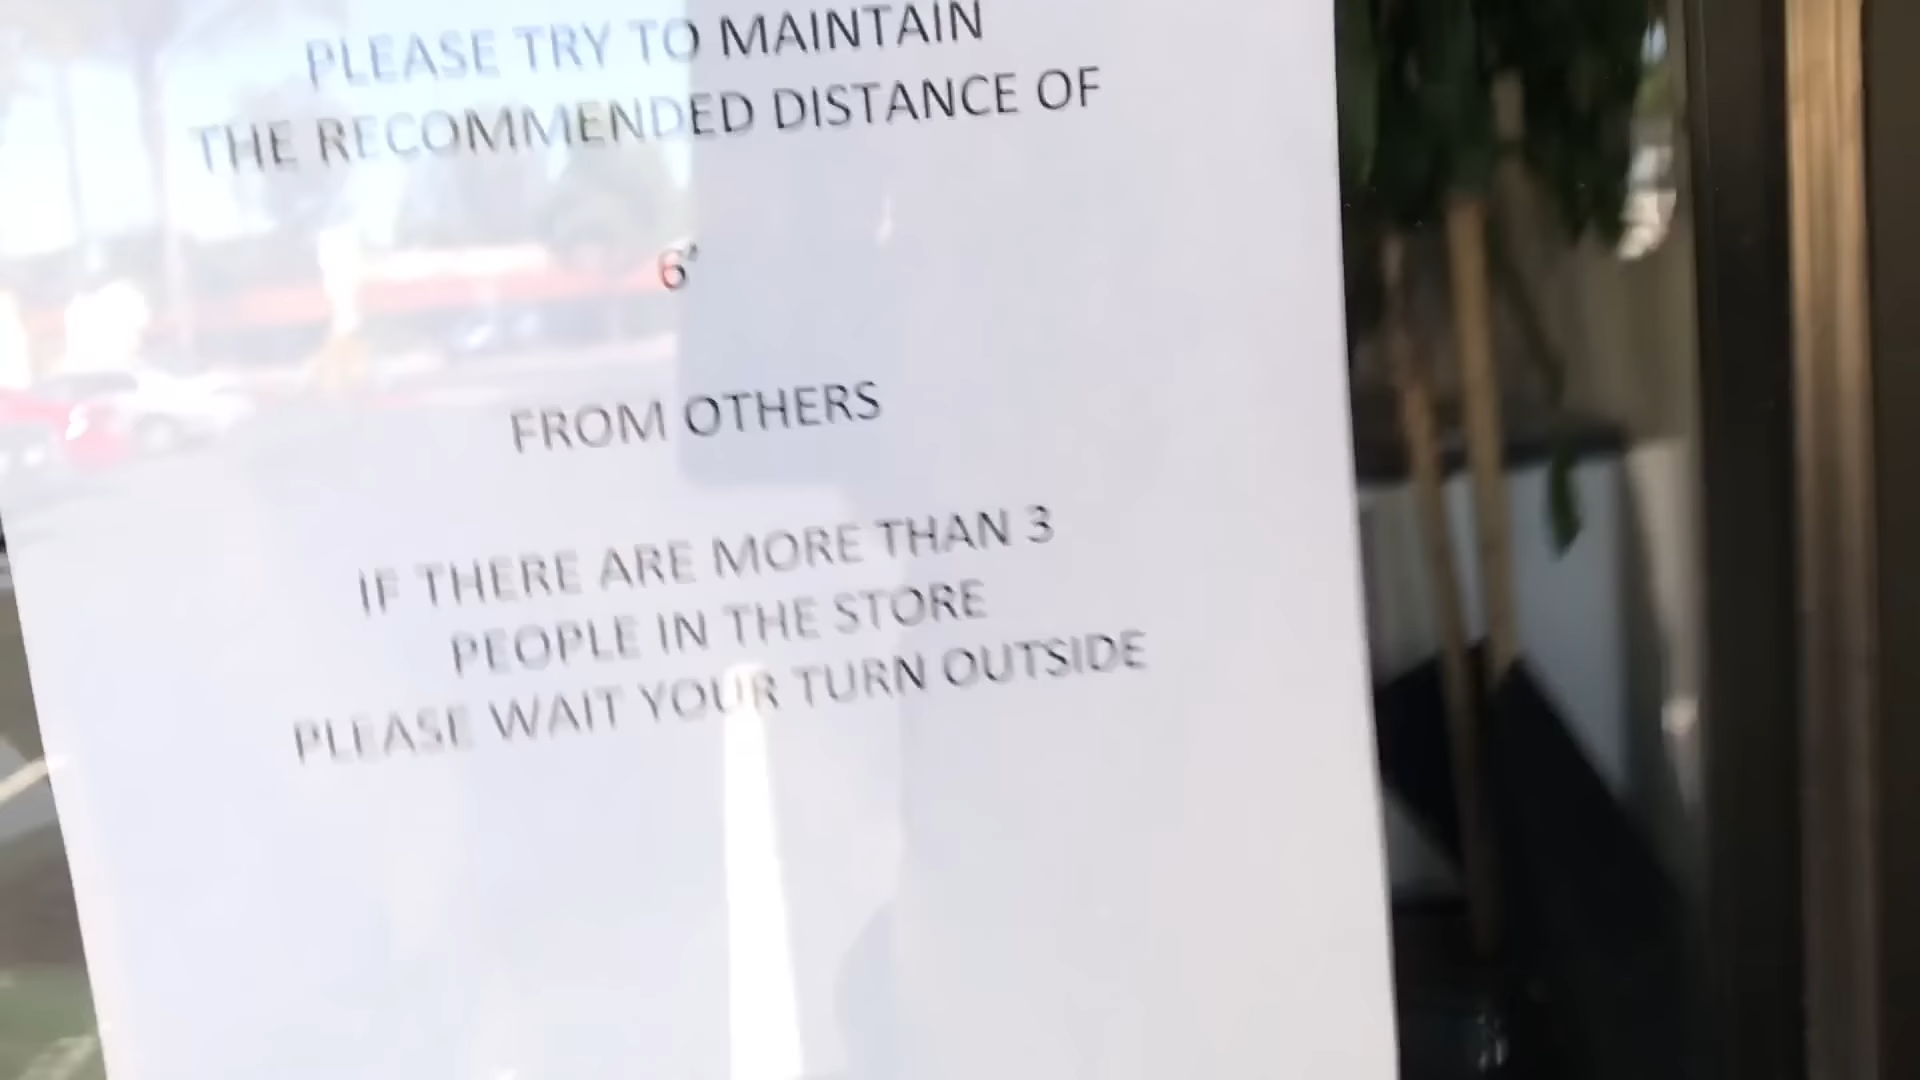 PLEASE TRY TO MAINTAIN
THE RECOMMENDED DISTANCE OF
6'
FROM OTHERS
IF THERE ARE MORE THAN 3
PEOPLE IN THE STORE
PLEASE WAIT YOUR TURN OUTSIDE